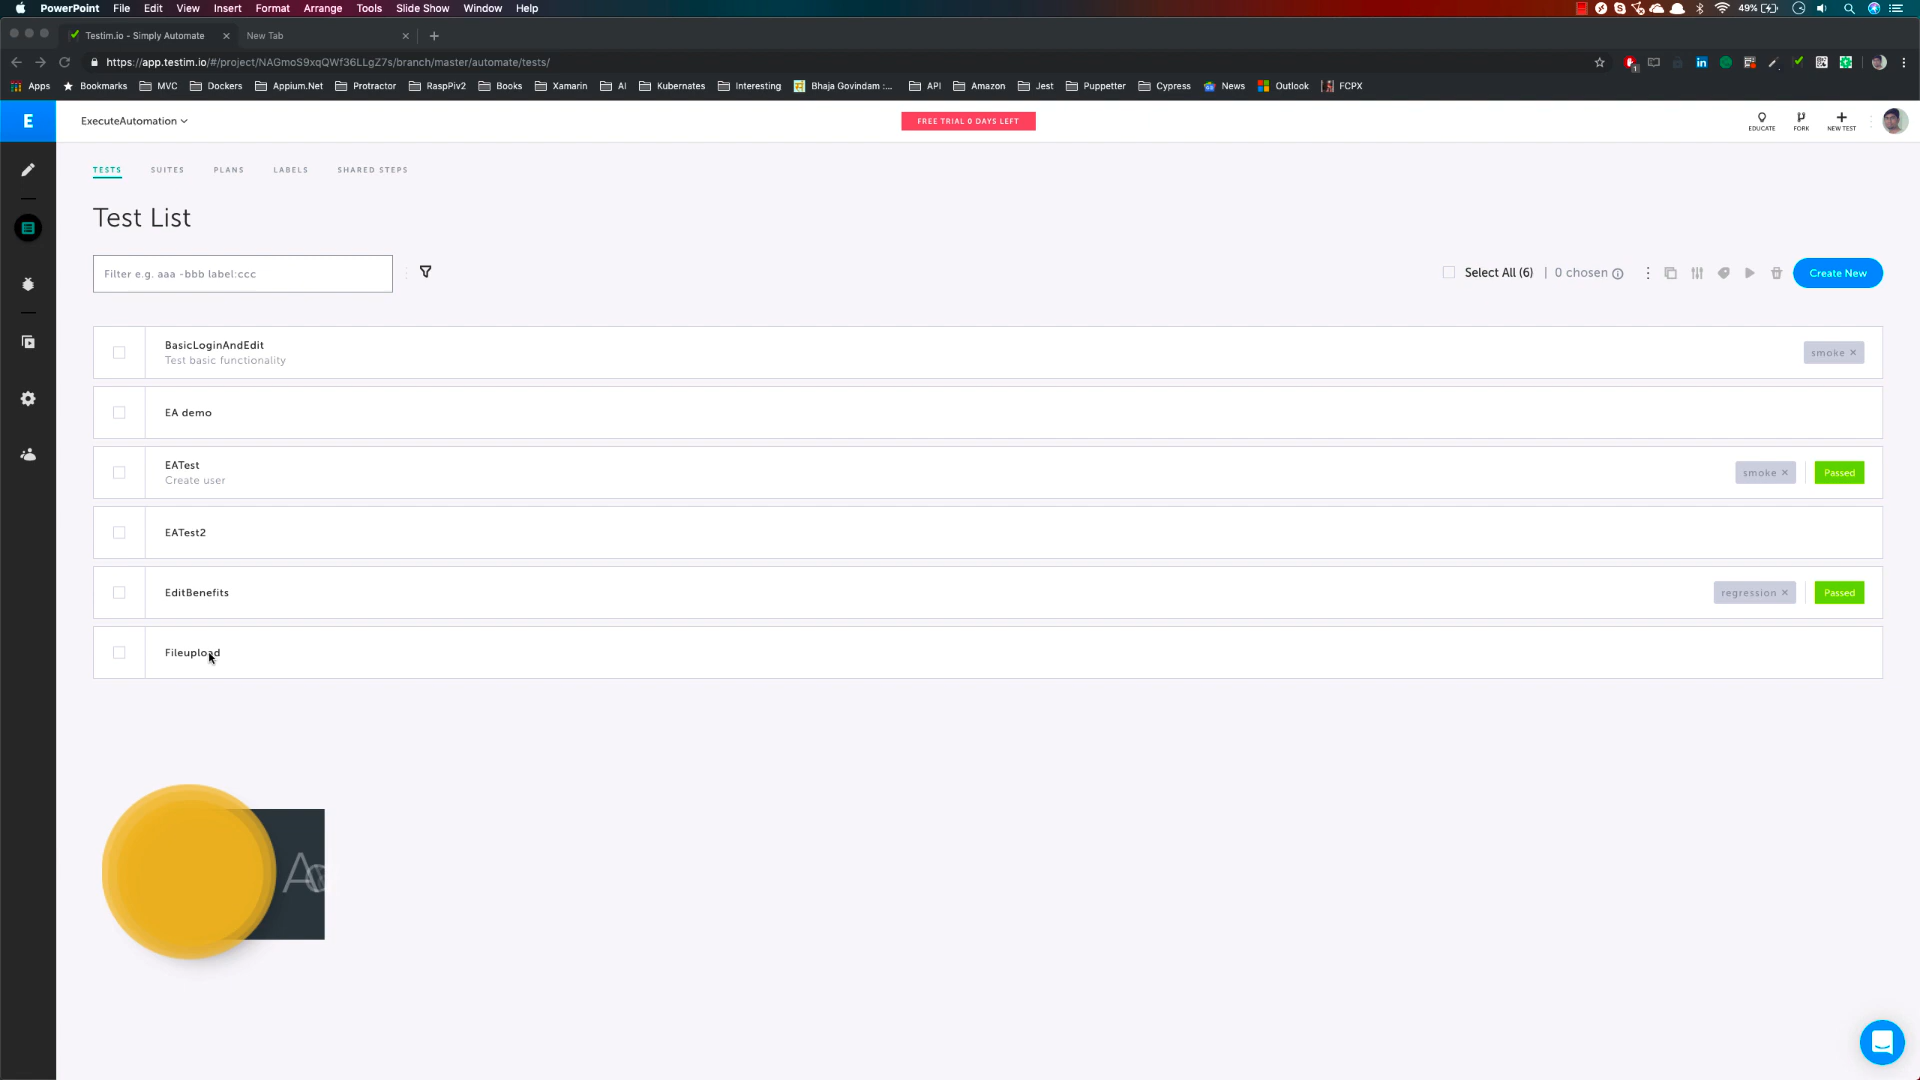 PowerPoint File Edit View Insert Format Arrange Tools Slide Show Window Help 49%
Testim.io - Simply Automate New Tab
https://app.testim.io/#/project/NAGmoS9xqQWf36LLgZ7s/branch/master/automate/tests/
Apps Bookmarks MVC Dockers Appium.Net Protractor RaspPiv2 Books Xamarin AI Kubernates Interesting Bhaja Govindam :... API Amazon Jest Puppetter Cypress News Outlook FCPX
E ExecuteAutomation FREE TRIAL 0 DAYS LEFT EDUCATE FORK NEW TEST
TESTS SUITES PLANS LABELS SHARED STEPS
Test List
Filter e.g. aaa -bbb label:ccc Select All (6) | 0 chosen Create New
BasicLoginAndEdit smoke
Test basic functionality
EA demo
EATest smoke Passed
Create user
EATest2
EditBenefits regression Passed
Fileupload